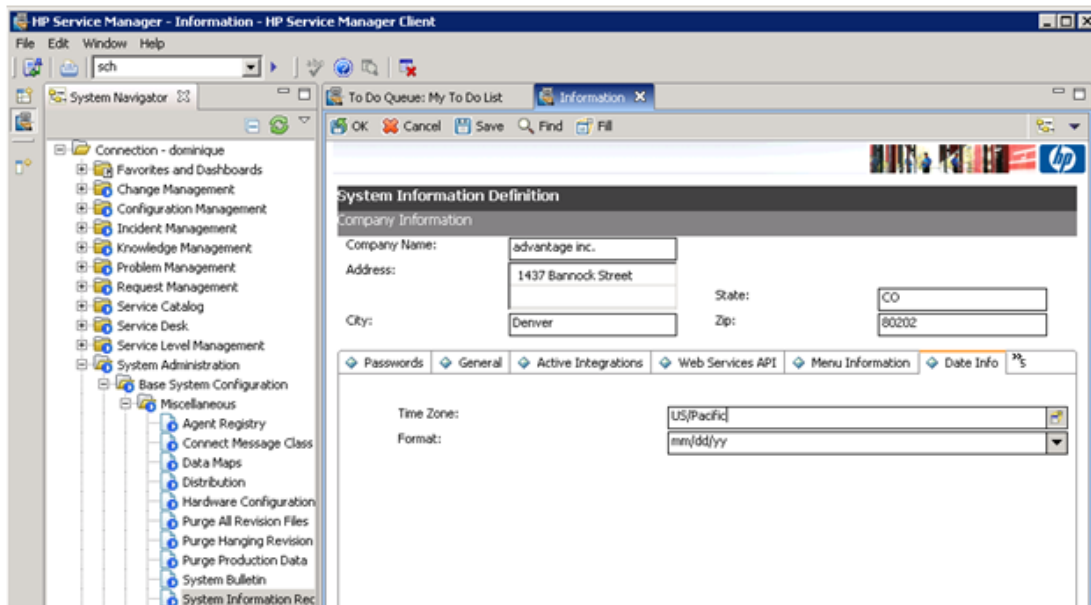 HP Service Manager - Information - HP Service Manager Client
File Edit Window Help
sch
System Navigator
To Do Queue: My To Do List
Information
OK Cancel Save Find Fill
Connection - dominique
Favorites and Dashboards
Change Management
Configuration Management
Incident Management
Knowledge Management
Problem Management
Request Management
Service Catalog
Service Desk
Service Level Management
System Administration
Base System Configuration
Miscellaneous
Agent Registry
Connect Message Class
Data Maps
Distribution
Hardware Configuration
Purge All Revision Files
Purge Hanging Revision
Purge Production Data
System Bulletin
System Information Rec
hp
System Information Definition
Company Information
Company Name: advantage inc.
Address: 1437 Bannock Street
State: CO
City: Denver
Zip: 80202
Passwords General Active Integrations Web Services API Menu Information Date Info »5
Time Zone: US/Pacific
Format: mm/dd/yy